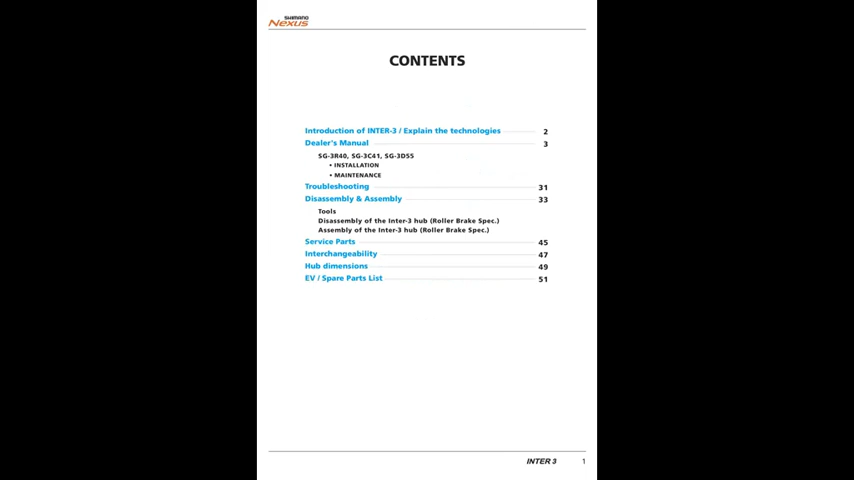 SHIMANO
Nexus
CONTENTS
Introduction of INTER-3 / Explain the technologies 2
Dealer's Manual 3
SG-3R40, SG-3C41, SG-3D55
• INSTALLATION
• MAINTENANCE
Troubleshooting 31
Disassembly & Assembly 33
Tools
Disassembly of the Inter-3 hub (Roller Brake Spec.)
Assembly of the Inter-3 hub (Roller Brake Spec.)
Service Parts 45
Interchangeability 47
Hub dimensions 49
EV / Spare Parts List 51
INTER 3 1